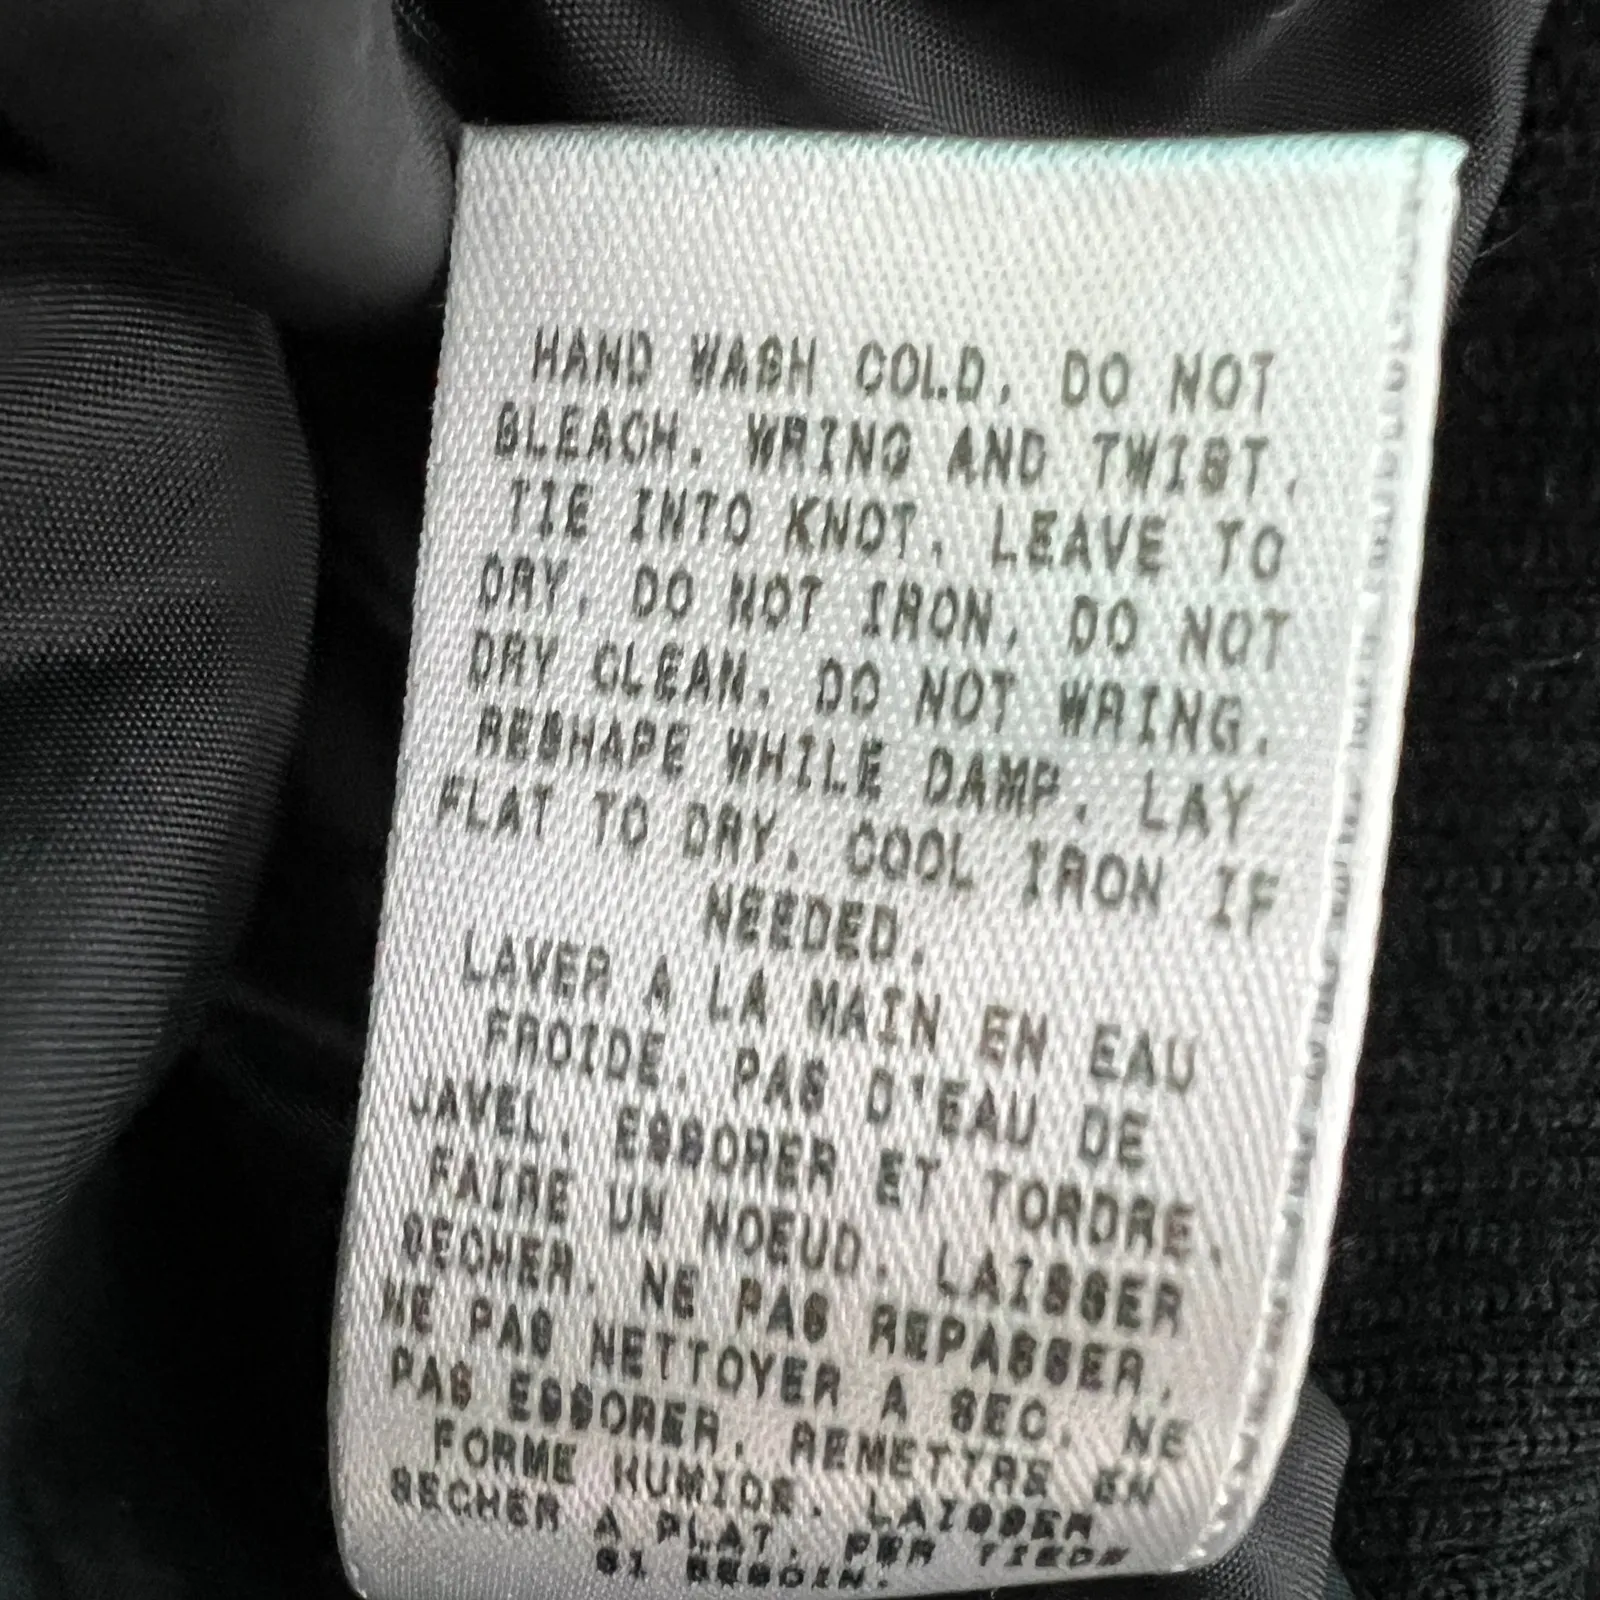 HAND WASH COLD. DO NOT
BLEACH. WRING AND TWIST.
TIE INTO KNOT. LEAVE TO
DRY. DO NOT IRON. DO NOT
DRY CLEAN. DO NOT WRING.
RESHAPE WHILE DAMP. LAY
FLAT TO DRY. COOL IRON IF
NEEDED.
LAVER A LA MAIN EN EAU
FROIDE. PAS D'EAU DE
JAVEL. ESSORER ET TORDRE.
FAIRE UN NOEUD. LAISSER
SECHER. NE PAS REPASSER.
NE PAS NETTOYER A SEC. NE
PAS ESSORER. REMETTRE EN
FORME HUMIDE. LAISSER
SECHER A PLAT. FER TIEDE
SI BESOIN.